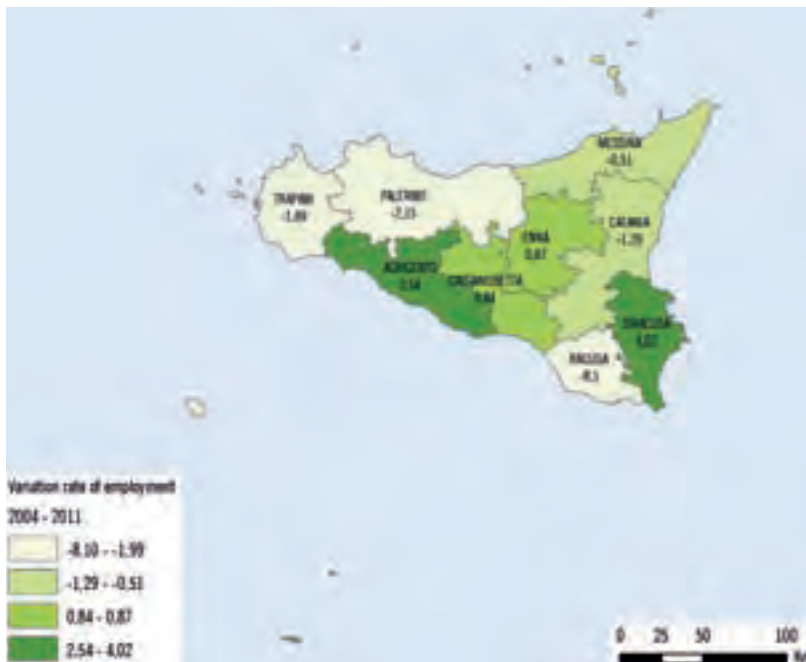 MESSINA
-0,51
TRAPANI
-1,99
PALERMO
CATANIA
-1,29
ENNA
0,87
AGRIGENTO
2,54
CALTANISSETTA
0,84
SIRACUSA
4,02
RAGUSA
-8,1
Variation rate of employment
2004 - 2011
-8,10 - -1,99
-1,29 - -0,51
0,84 - 0,87
2,54 - 4,02
0 25 50 100